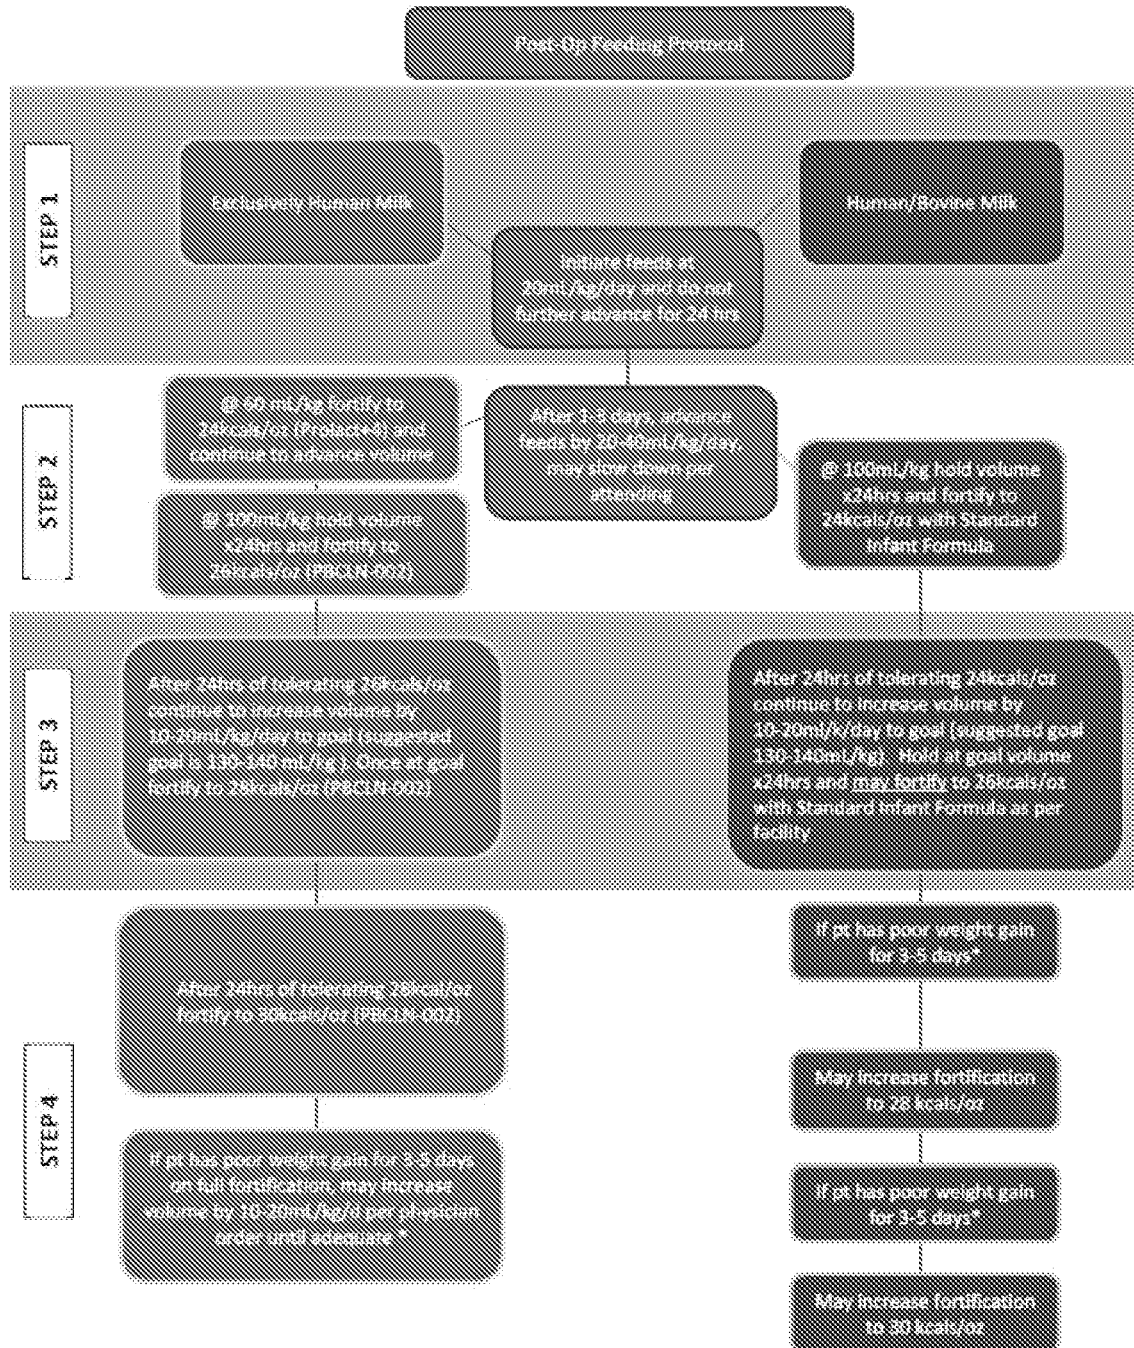 Post-Op Feeding Protocol
STEP 1
Exclusively Human Milk
Human/Bovine Milk
Initiate feeds at
20mL/kg/day and do not
further advance for 24 hrs
STEP 2
@ 60 mL/kg fortify to
24kcals/oz (Prolact+4) and
continue to advance volume
After 1-3 days, advance
feeds by 20-40mL/kg/day,
may slow down per
attending
@ 100mL/kg hold volume
x24hrs and fortify to
26kcals/oz (PBCLN-002)
@ 100mL/kg hold volume
x24hrs and fortify to
24kcals/oz with Standard
Infant Formula
STEP 3
After 24hrs of tolerating 26kcals/oz
continue to increase volume by
10-20mL/kg/day to goal (suggested
goal is 130-140 mL/kg ). Once at goal
fortify to 28kcals/oz (PBCLN-002)
After 24hrs of tolerating 24kcals/oz
continue to increase volume by
10-20ml/k/day to goal (suggested goal
130-140mL/kg). Hold at goal volume
x24hrs and may fortify to 26kcals/oz
with Standard Infant Formula as per
facility
STEP 4
After 24hrs of tolerating 28kcal/oz
fortify to 30kcals/oz (PBCLN-002)
If pt has poor weight gain for 3-5 days
on full fortification, may increase
volume by 10-20mL/kg/d per physician
order until adequate *
If pt has poor weight gain
for 3-5 days*
May increase fortification
to 28 kcals/oz
If pt has poor weight gain
for 3-5 days*
May increase fortification
to 30 kcals/oz